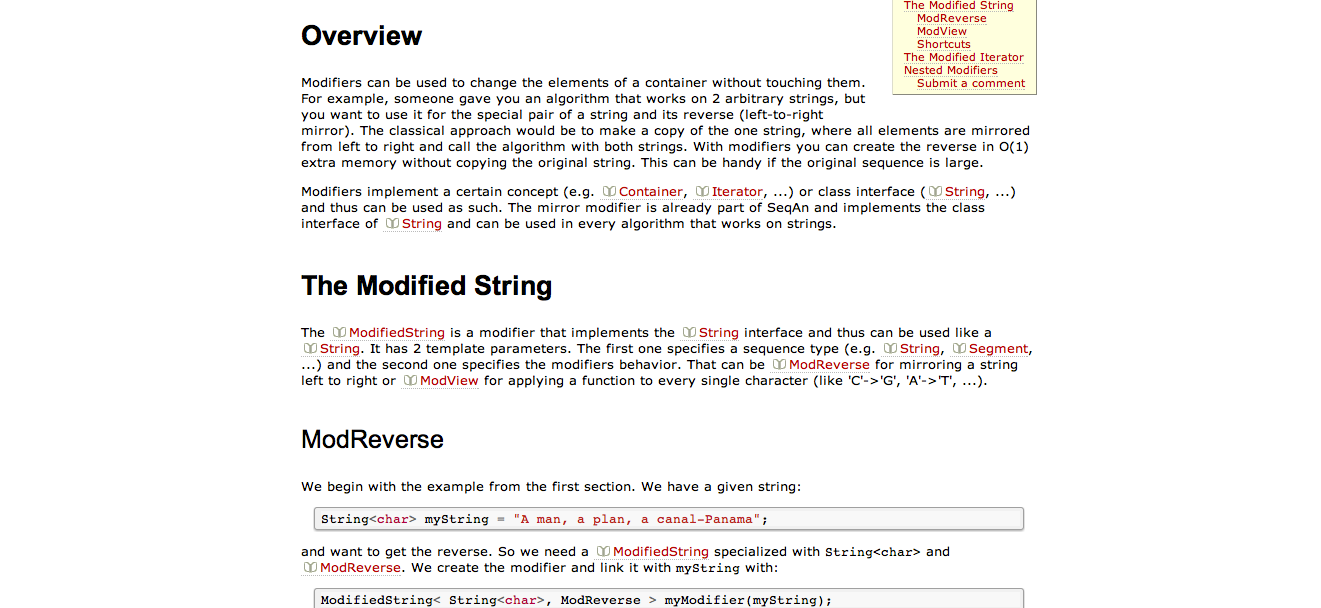 The Modified String
ModReverse
ModView
Shortcuts
The Modified Iterator
Nested Modifiers
Submit a comment
Overview
Modifiers can be used to change the elements of a container without touching them.
For example, someone gave you an algorithm that works on 2 arbitrary strings, but
you want to use it for the special pair of a string and its reverse (left-to-right
mirror). The classical approach would be to make a copy of the one string, where all elements are mirrored
from left to right and call the algorithm with both strings. With modifiers you can create the reverse in O(1)
extra memory without copying the original string. This can be handy if the original sequence is large.
Modifiers implement a certain concept (e.g. Container, Iterator, ...) or class interface (String, ...)
and thus can be used as such. The mirror modifier is already part of SeqAn and implements the class
interface of String and can be used in every algorithm that works on strings.
The Modified String
The ModifiedString is a modifier that implements the String interface and thus can be used like a
String. It has 2 template parameters. The first one specifies a sequence type (e.g. String, Segment,
...) and the second one specifies the modifiers behavior. That can be ModReverse for mirroring a string
left to right or ModView for applying a function to every single character (like 'C'->'G', 'A'->'T', ...).
ModReverse
We begin with the example from the first section. We have a given string:
String<char> myString = "A man, a plan, a canal-Panama";
and want to get the reverse. So we need a ModifiedString specialized with String<char> and
ModReverse. We create the modifier and link it with myString with:
ModifiedString< String<char>, ModReverse > myModifier(myString);